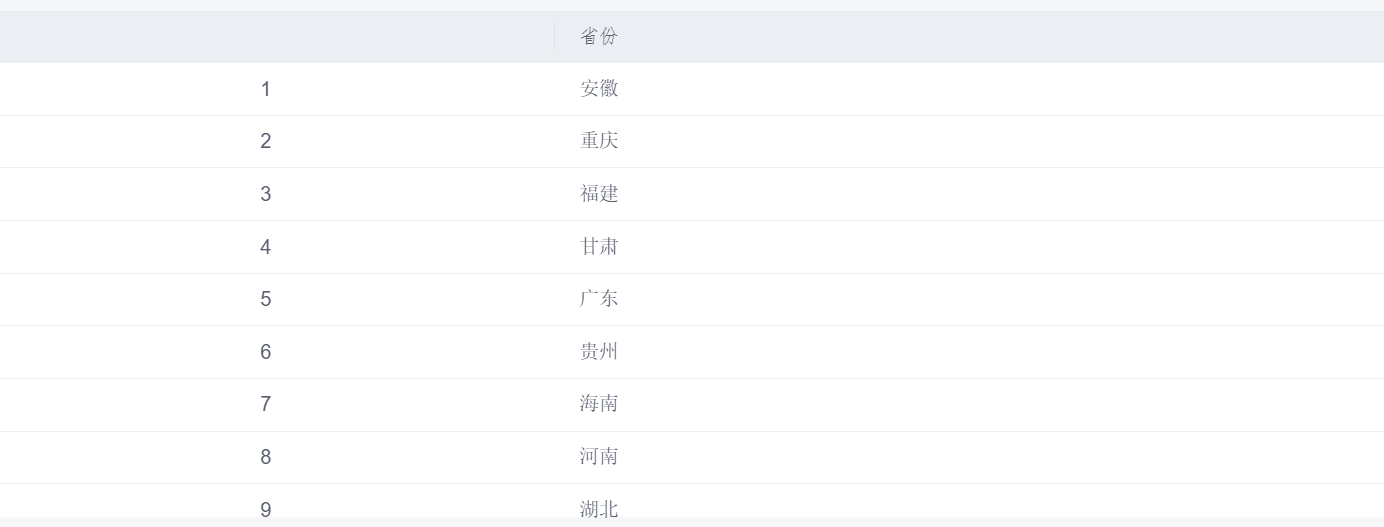 省份
1 安徽
2 重庆
3 福建
4 甘肃
5 广东
6 贵州
7 海南
8 河南
9 湖北